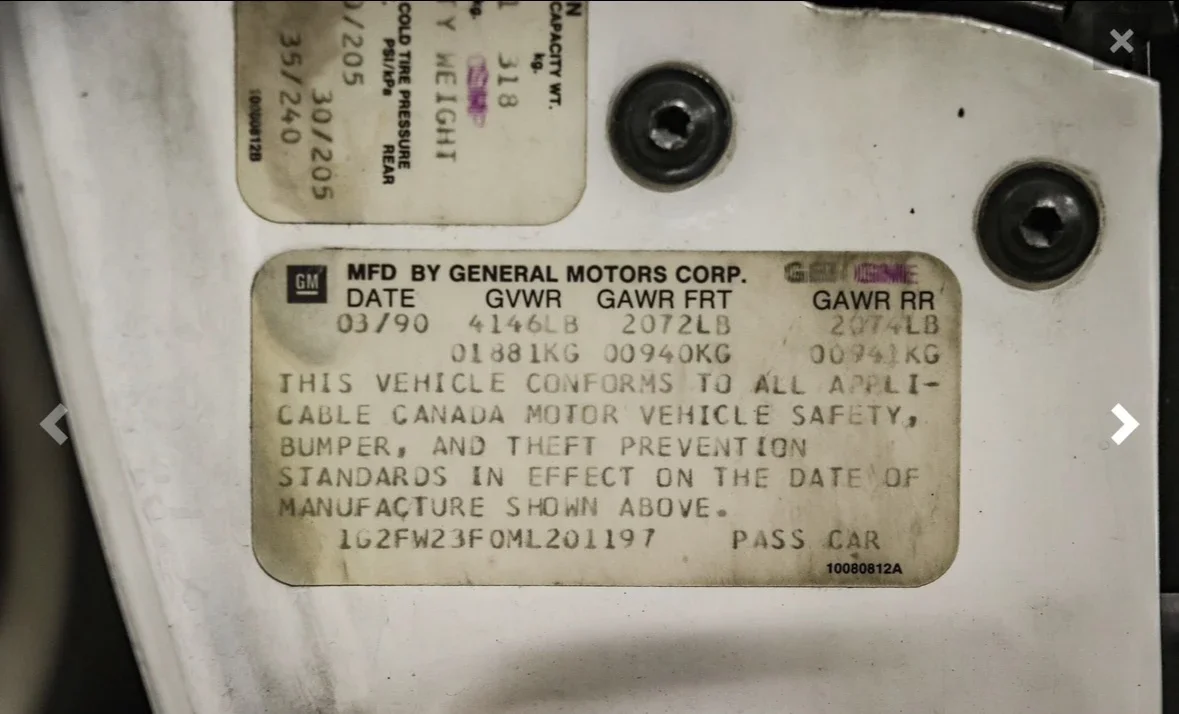 N
CAPACITY WT.
kg.
318
kg.
TY WEIGHT
COLD TIRE PRESSURE
PSI/kPa REAR
/205
30/205
35/240
10080812B
GM MFD BY GENERAL MOTORS CORP.
DATE GVWR GAWR FRT GAWR RR
03/90 4146LB 2072LB 2074LB
01881KG 00940KG 00941KG
THIS VEHICLE CONFORMS TO ALL APPLI-
CABLE CANADA MOTOR VEHICLE SAFETY,
BUMPER, AND THEFT PREVENTION
STANDARDS IN EFFECT ON THE DATE OF
MANUFACTURE SHOWN ABOVE.
1G2FW23F0ML201197 PASS CAR
10080812A